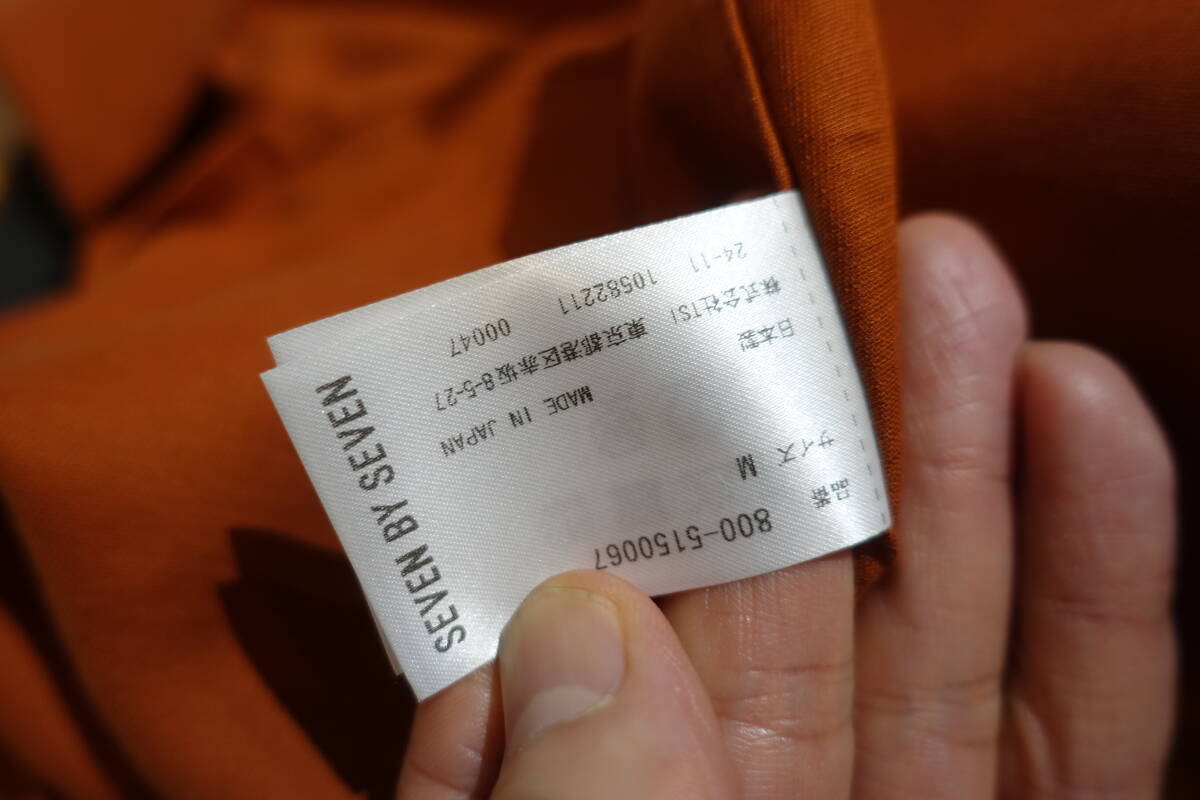 品番 800-5150067
サイズ M
MADE IN JAPAN
日本製
東京都港区赤坂8-5-27
株式会社TSI
24-11 10582211 00047
SEVEN BY SEVEN